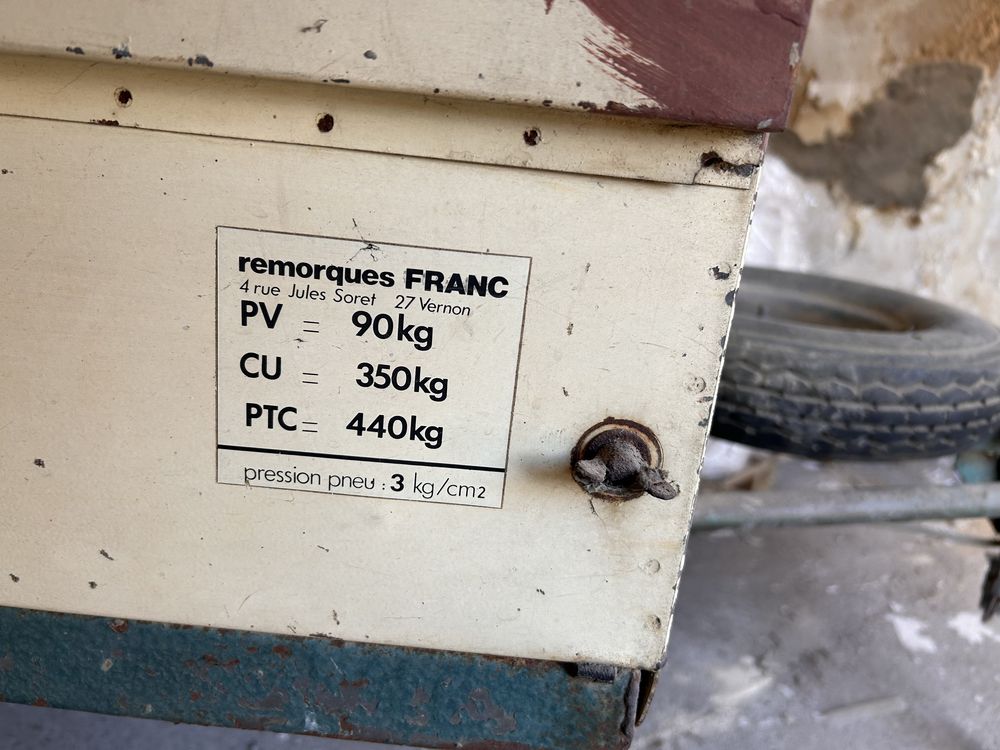 remorques FRANC
4 rue Jules Soret 27 Vernon
PV = 90kg
CU = 350kg
PTC = 440kg
pression pneu : 3 kg/cm2